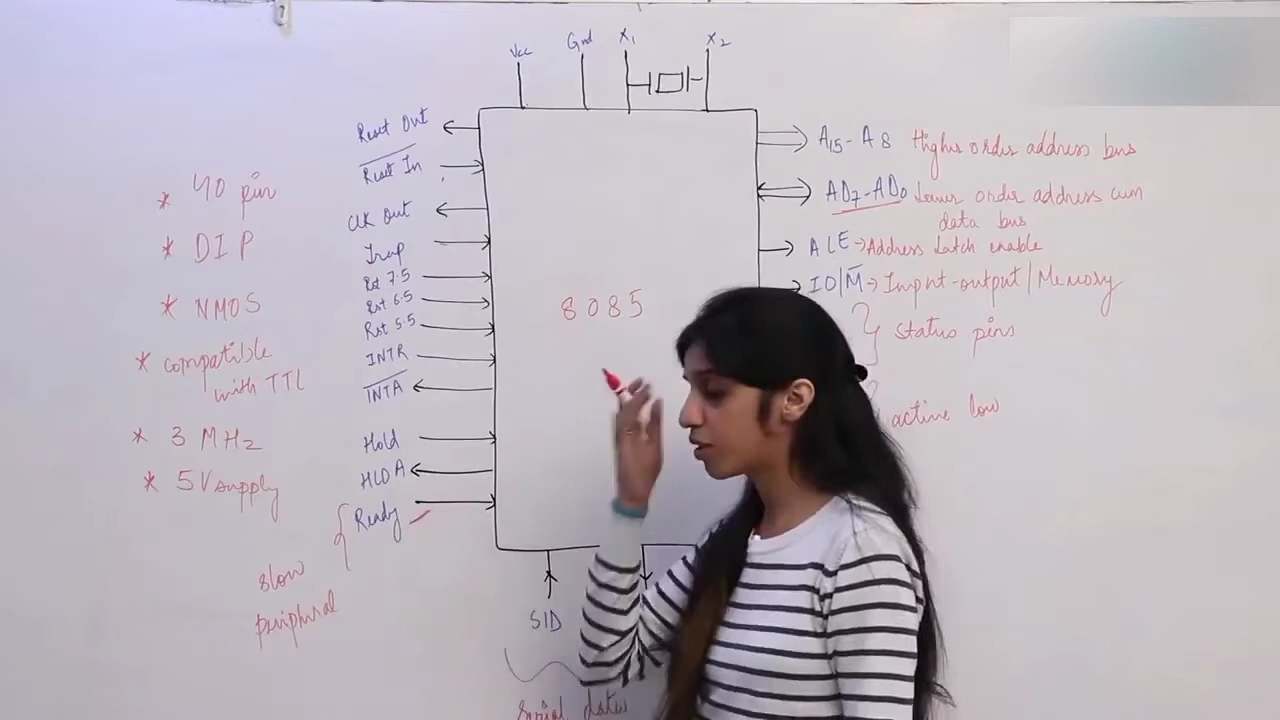 Vcc Gnd X1 X2
Reset Out
Reset In
Clk Out
Trap
Rst 7.5
Rst 6.5
Rst 5.5
INTR
INTA
Hold
HLDA
Ready
slow
peripheral
* 40 pin
* DIP
* NMOS
* compatible
with TTL
* 3 MHz
* 5V supply
8085
A15-A8 Higher order address bus
AD7-AD0 Lower order address cum
data bus
ALE→Address Latch enable
IO/M→Input-output/Memory
status pins
active low
SID
Serial data